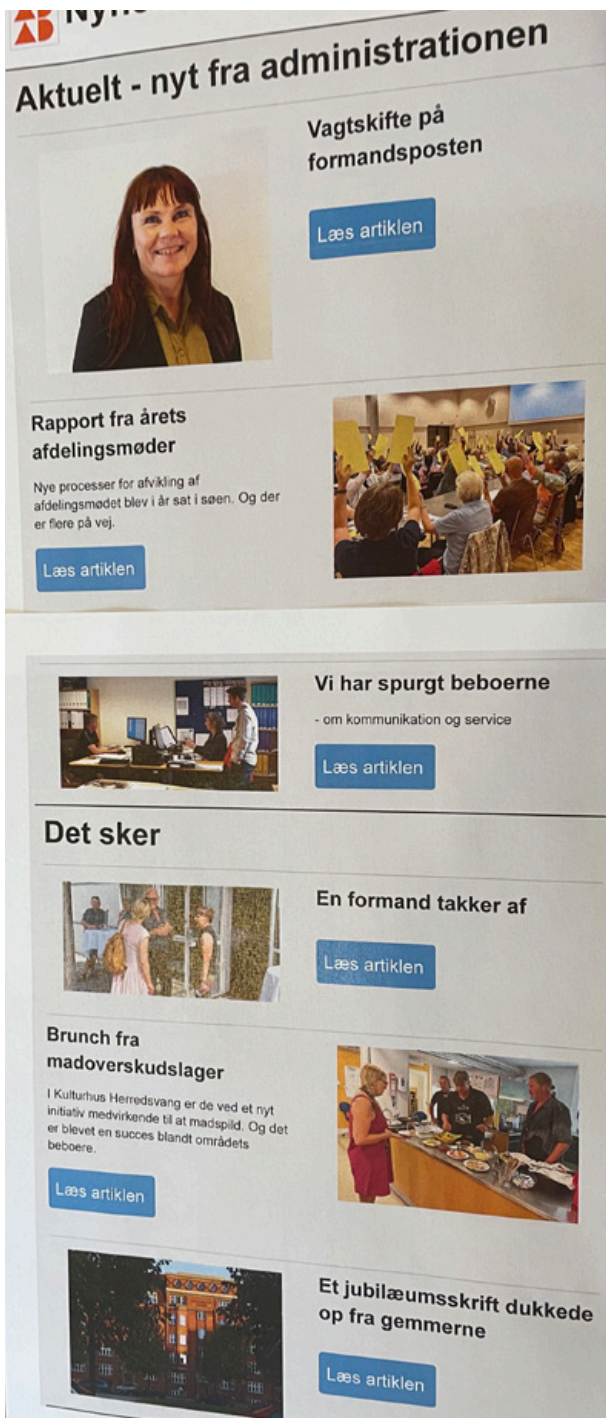 Aktuelt - nyt fra administrationen
Vagtskifte på
formandsposten
Læs artiklen
Rapport fra årets
afdelingsmøder
Nye processer for afvikling af
afdelingsmødet blev i år sat i søen. Og der
er flere på vej.
Læs artiklen
Vi har spurgt beboerne
- om kommunikation og service
Læs artiklen
Det sker
En formand takker af
Læs artiklen
Brunch fra
madoverskudslager
I Kulturhus Herredsvang er de ved et nyt
initiativ medvirkende til at madspild. Og det
er blevet en succes blandt områdets
beboere.
Læs artiklen
Et jubilæumsskrift dukkede
op fra gemmerne
Læs artiklen